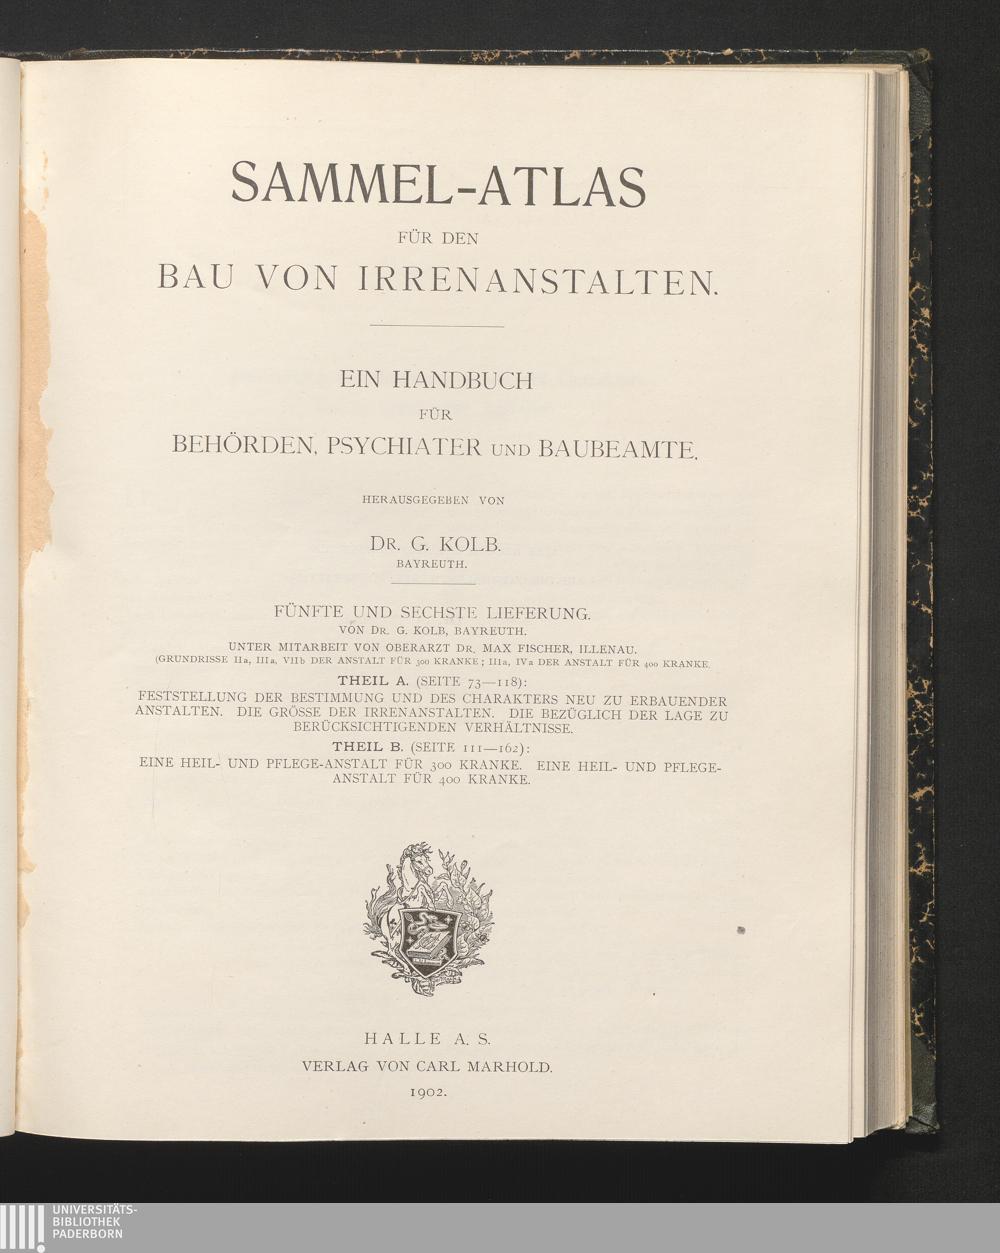 SAMMEL-ATLAS
FÜR DEN
BAU VON IRRENANSTALTEN.
EIN HANDBUCH
FÜR
BEHÖRDEN, PSYCHIATER UND BAUBEAMTE.
HERAUSGEGEBEN VON
DR. G. KOLB.
BAYREUTH.
FÜNFTE UND SECHSTE LIEFERUNG.
VON DR. G. KOLB, BAYREUTH.
UNTER MITARBEIT VON OBERARZT DR. MAX FISCHER, ILLENAU.
(GRUNDRISSE IIa, IIIa, VIIb DER ANSTALT FÜR 300 KRANKE; IIIa, IVa DER ANSTALT FÜR 400 KRANKE.
THEIL A. (SEITE 73—118):
FESTSTELLUNG DER BESTIMMUNG UND DES CHARAKTERS NEU ZU ERBAUENDER
ANSTALTEN. DIE GRÖSSE DER IRRENANSTALTEN. DIE BEZÜGLICH DER LAGE ZU
BERÜCKSICHTIGENDEN VERHÄLTNISSE.
THEIL B. (SEITE 111—162):
EINE HEIL- UND PFLEGE-ANSTALT FÜR 300 KRANKE. EINE HEIL- UND PFLEGE-
ANSTALT FÜR 400 KRANKE.
HALLE A. S.
VERLAG VON CARL MARHOLD.
1902.
UNIVERSITÄTS-
BIBLIOTHEK
PADERBORN